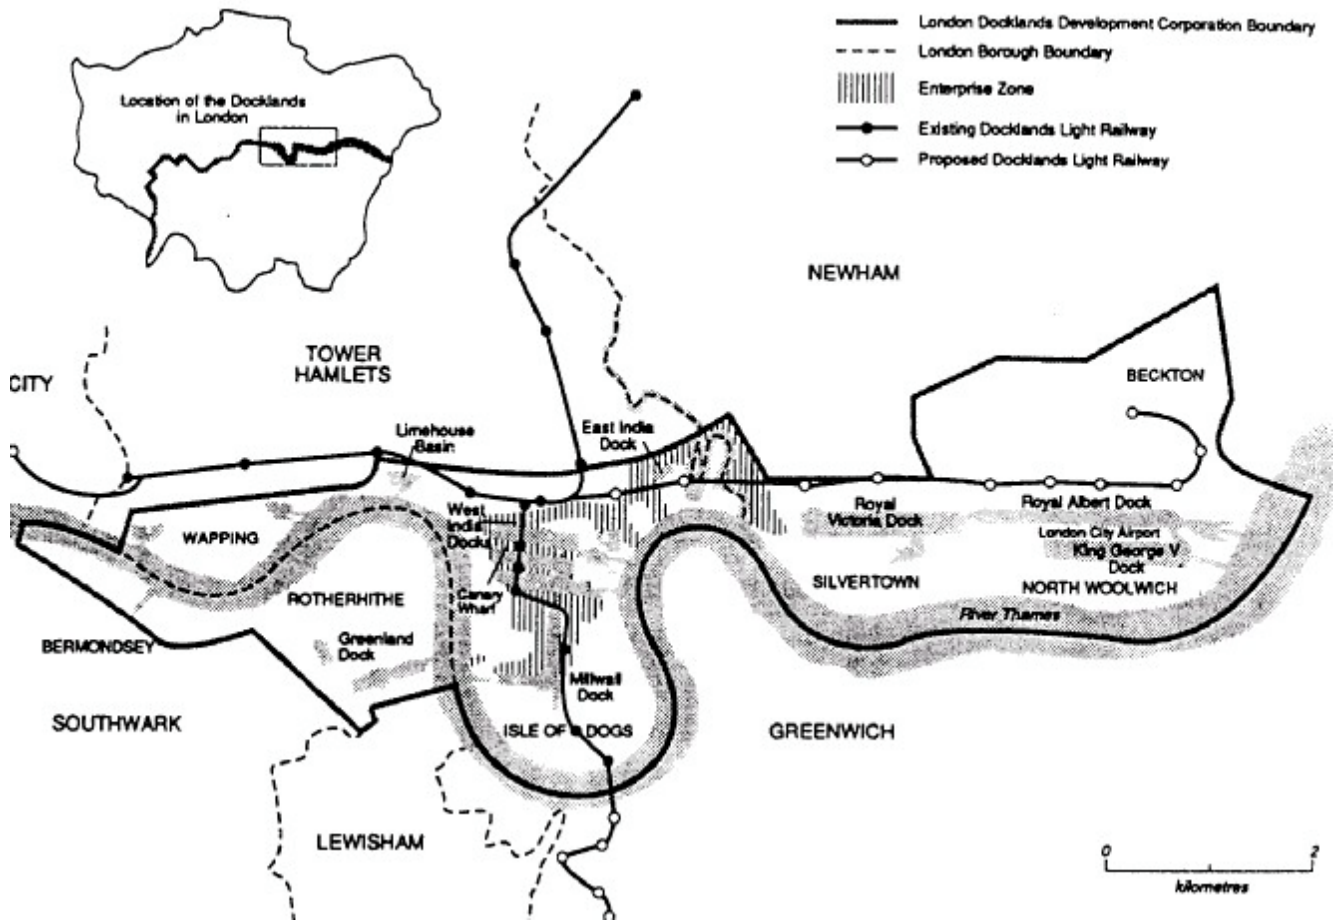 London Docklands Development Corporation Boundary
London Borough Boundary
Enterprise Zone
Existing Docklands Light Railway
Proposed Docklands Light Railway
Location of the Docklands
in London
NEWHAM
TOWER
HAMLETS
CITY
BECKTON
Limehouse
Basin
East India
Dock
West
India
Docks
Royal
Victoria Dock
Royal Albert Dock
London City Airport
King George V
Dock
WAPPING
Canary
Wharf
SILVERTOWN
NORTH WOOLWICH
ROTHERHITHE
River Thames
BERMONDSEY
Greenland
Dock
Millwall
Dock
SOUTHWARK
ISLE OF DOGS
GREENWICH
LEWISHAM
0 2
kilometres